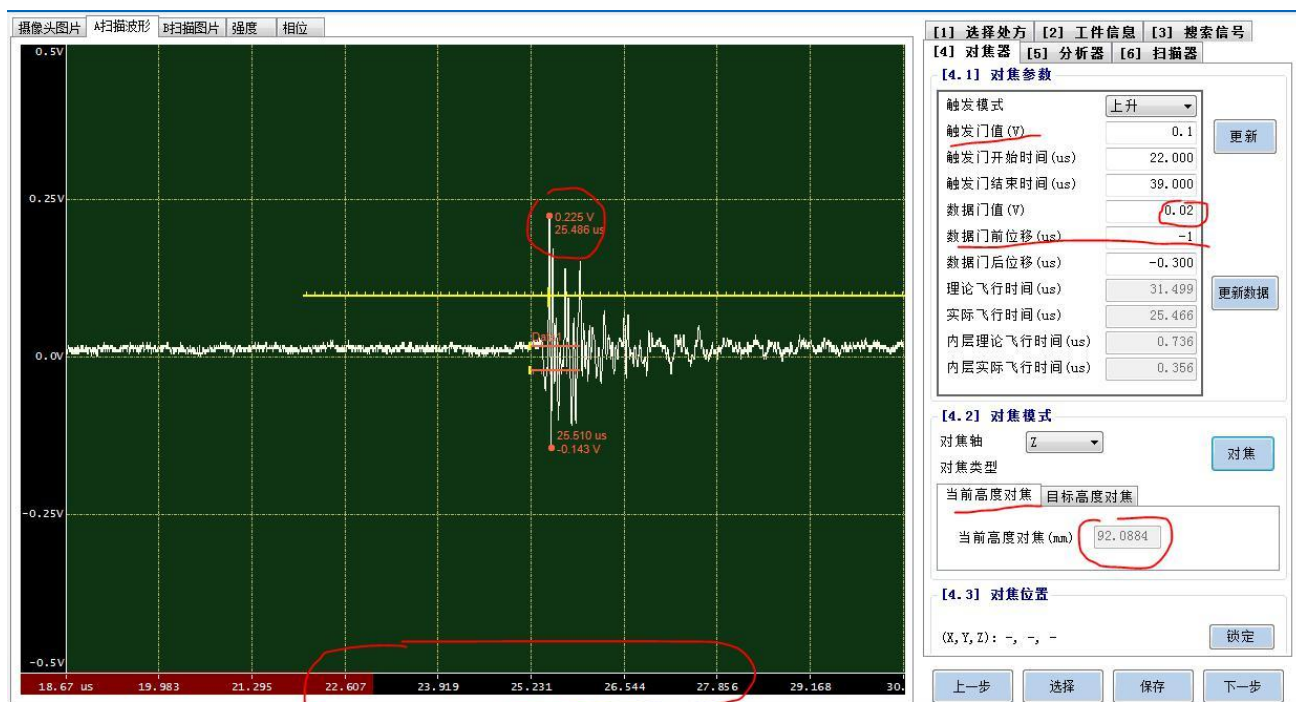 摄像头图片 A扫描波形 B扫描图片 强度 相位
0.5V
0.25V
0.225 V
25.486 us
0.0V
25.510 us
-0.143 V
-0.25V
-0.5V
18.67 us 19.983 21.295 22.607 23.919 25.231 26.544 27.856 29.168 30.
[1] 选择处方 [2] 工件信息 [3] 搜索信号
[4] 对焦器 [5] 分析器 [6] 扫描器
[4.1] 对焦参数
触发模式 上升
触发门值(V) 0.1
更新
触发门开始时间(us) 22.000
触发门结束时间(us) 39.000
数据门值(V) 0.02
数据门前位移(us) -1
数据门后位移(us) -0.300
理论飞行时间(us) 31.499
更新数据
实际飞行时间(us) 25.466
内层理论飞行时间(us) 0.736
内层实际飞行时间(us) 0.356
[4.2] 对焦模式
对焦轴 Z
对焦
对焦类型
当前高度对焦 目标高度对焦
当前高度对焦(mm) 92.0884
[4.3] 对焦位置
(X,Y,Z): -, -, -
锁定
上一步 选择 保存 下一步